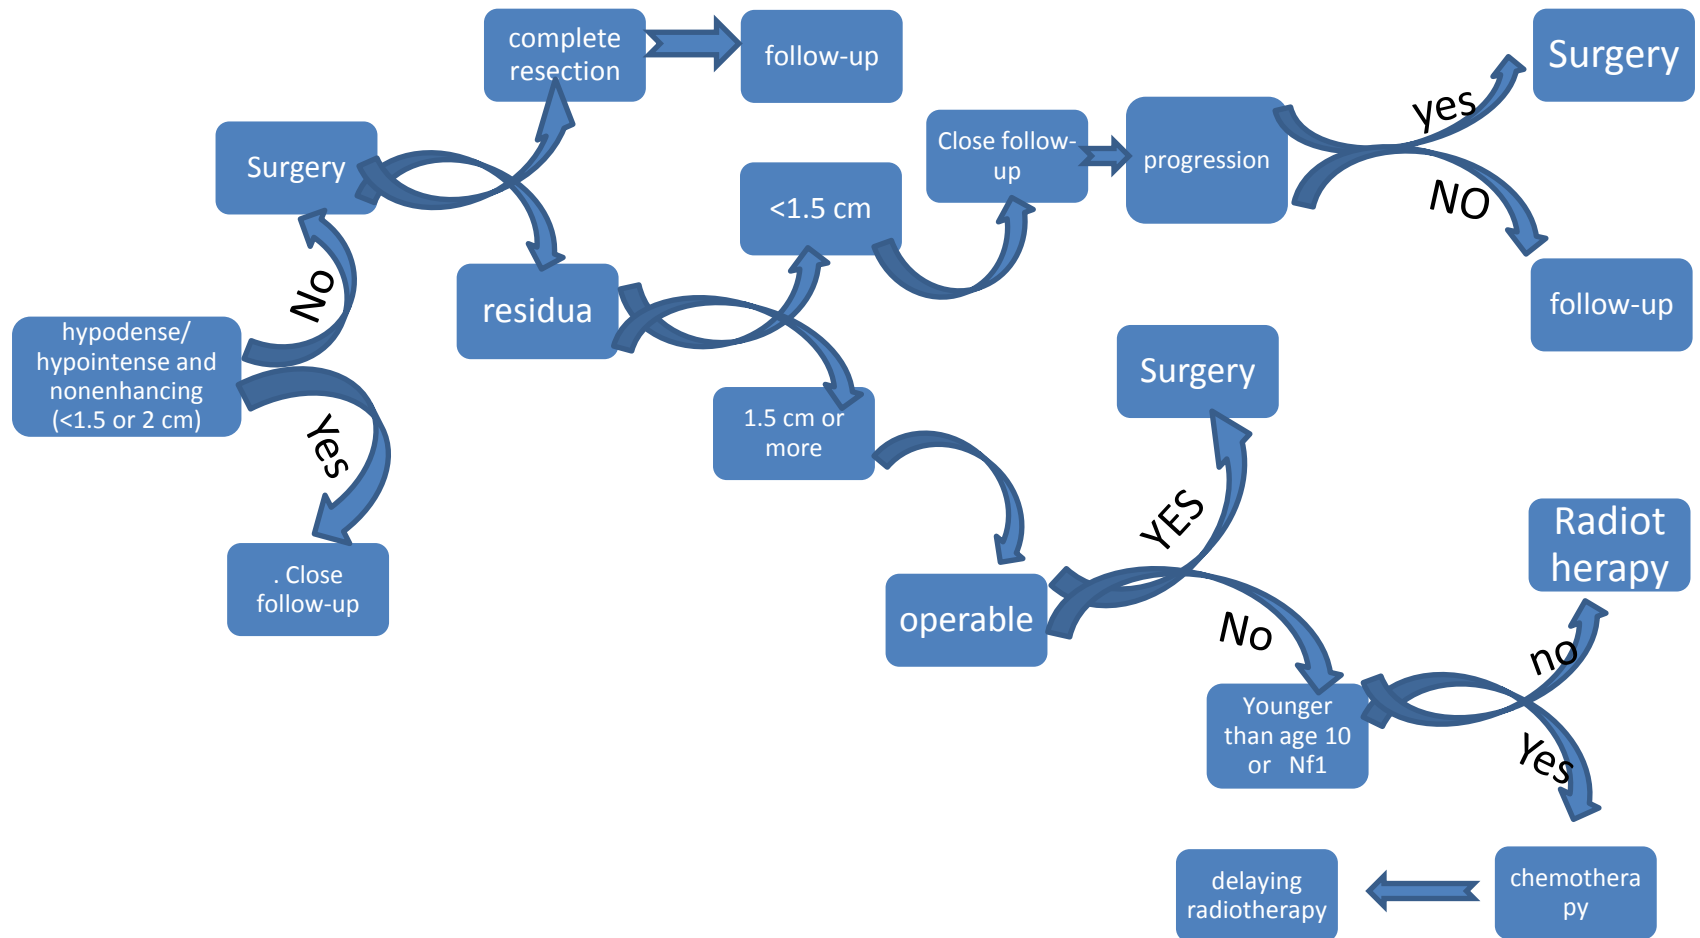 complete
resection
follow-up
Surgery
Surgery
yes
Close follow-
up
progression
NO
<1.5 cm
follow-up
No
residua
hypodense/
hypointense and
nonenhancing
(<1.5 or 2 cm)
Yes
1.5 cm or
more
Surgery
YES
. Close
follow-up
operable
No
Radiot
herapy
no
Younger
than age 10
or Nf1
Yes
delaying
radiotherapy
chemothera
py